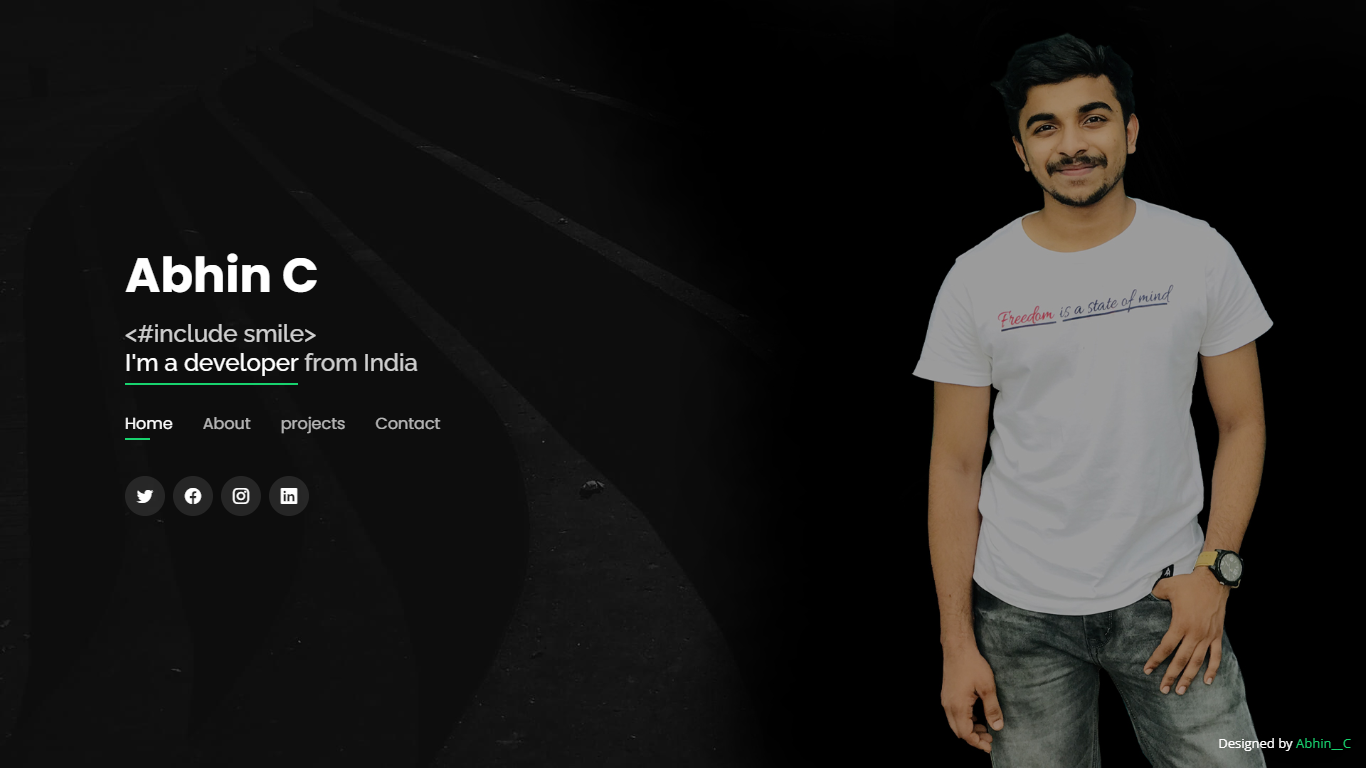 Abhin C
<#include smile>
I'm a developer from India
Home About projects Contact
Freedom is a state of mind
Designed by Abhin__C